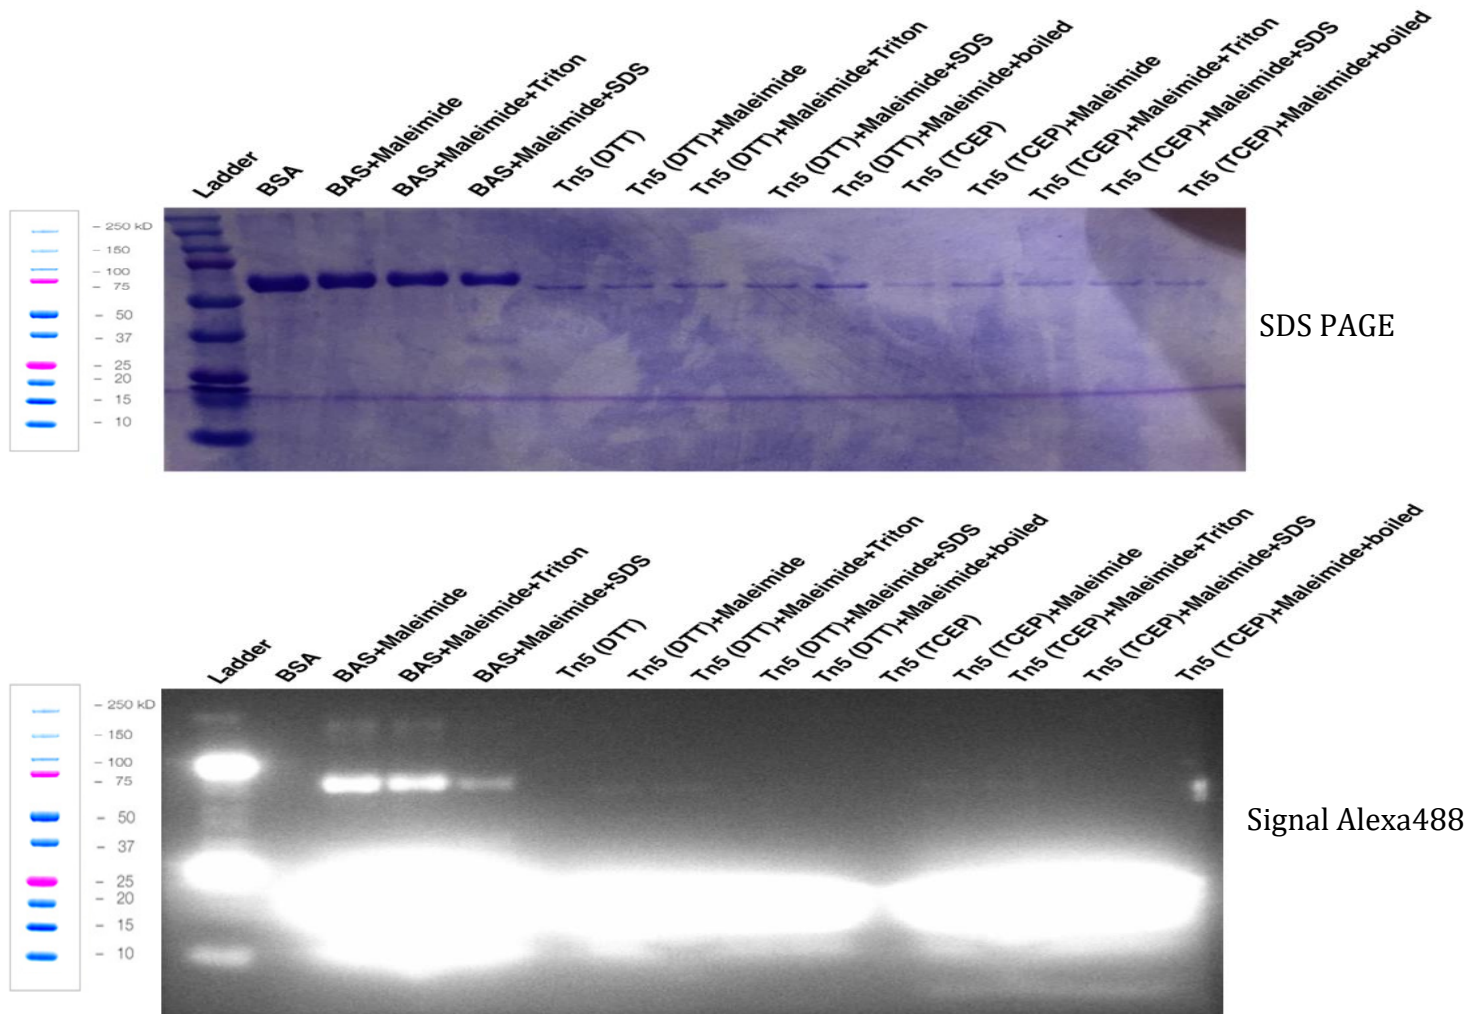 Ladder
BSA
BAS+Maleimide
BAS+Maleimide+Triton
BAS+Maleimide+SDS
Tn5 (DTT)
Tn5 (DTT)+Maleimide
Tn5 (DTT)+Maleimide+Triton
Tn5 (DTT)+Maleimide+SDS
Tn5 (DTT)+Maleimide+boiled
Tn5 (TCEP)
Tn5 (TCEP)+Maleimide
Tn5 (TCEP)+Maleimide+Triton
Tn5 (TCEP)+Maleimide+SDS
Tn5 (TCEP)+Maleimide+boiled
– 250 kD
– 150
– 100
– 75
– 50
– 37
– 25
– 20
– 15
– 10
SDS PAGE
Ladder
BSA
BAS+Maleimide
BAS+Maleimide+Triton
BAS+Maleimide+SDS
Tn5 (DTT)
Tn5 (DTT)+Maleimide
Tn5 (DTT)+Maleimide+Triton
Tn5 (DTT)+Maleimide+SDS
Tn5 (DTT)+Maleimide+boiled
Tn5 (TCEP)
Tn5 (TCEP)+Maleimide
Tn5 (TCEP)+Maleimide+Triton
Tn5 (TCEP)+Maleimide+SDS
Tn5 (TCEP)+Maleimide+boiled
– 250 kD
– 150
– 100
– 75
– 50
– 37
– 25
– 20
– 15
– 10
Signal Alexa488